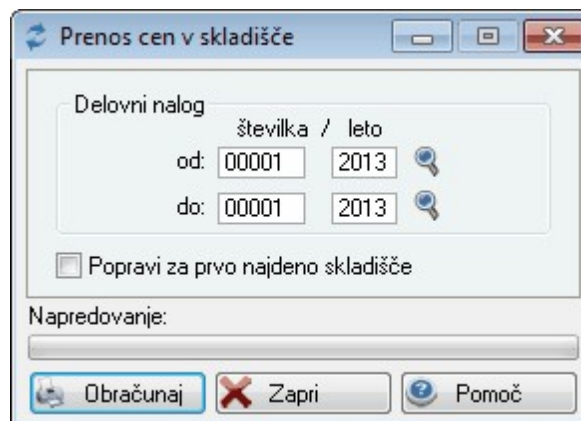 Prenos cen v skladišče
Delovni nalog
številka / leto
od: 00001 2013
do: 00001 2013
Popravi za prvo najdeno skladišče
Napredovanje:
Obračunaj Zapri Pomoč